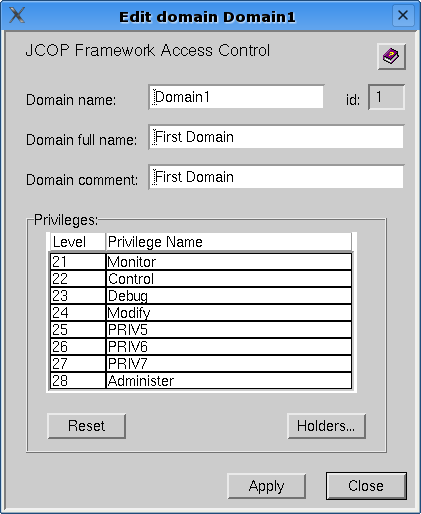 Edit domain Domain1
JCOP Framework Access Control
Domain name: Domain1 id: 1
Domain full name: First Domain
Domain comment: First Domain
Privileges:
Level Privilege Name
21 Monitor
22 Control
23 Debug
24 Modify
25 PRIV5
26 PRIV6
27 PRIV7
28 Administer
Reset Holders...
Apply Close